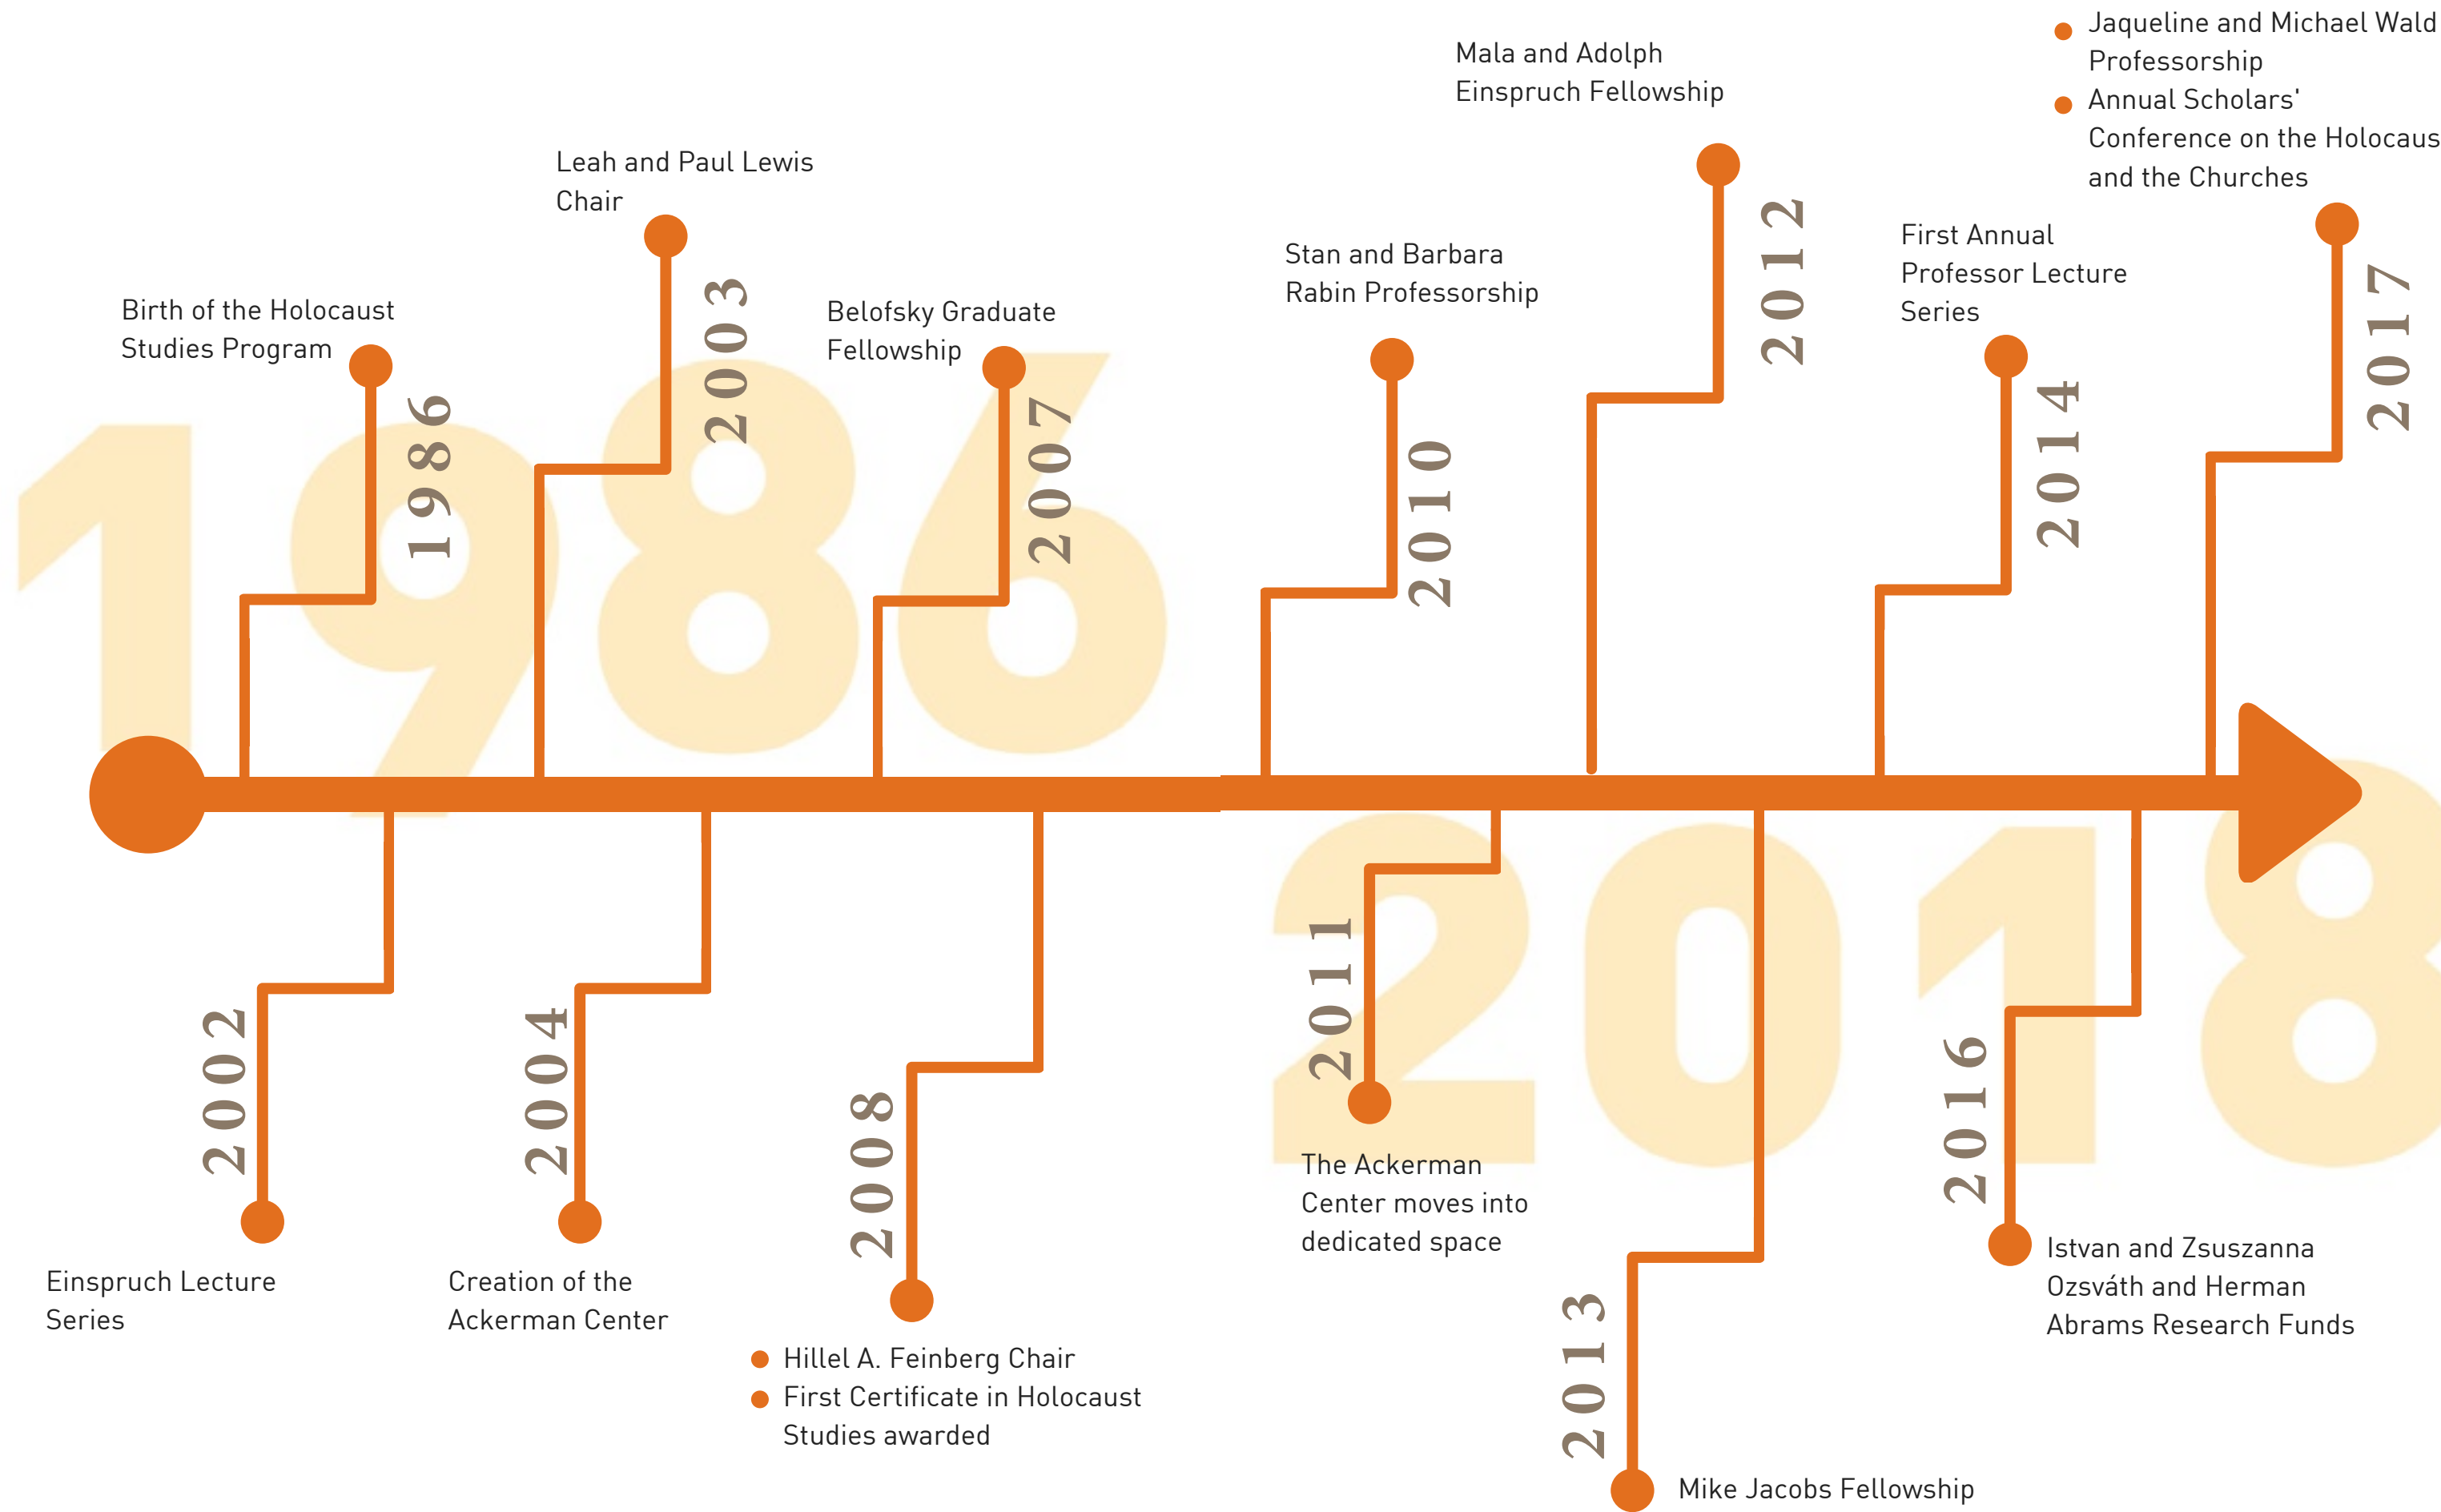 Jaqueline and Michael Wald
Professorship
Annual Scholars'
Conference on the Holocaus
and the Churches
2017
Mala and Adolph
Einspruch Fellowship
2012
Leah and Paul Lewis
Chair
2003
First Annual
Professor Lecture
Series
2014
Stan and Barbara
Rabin Professorship
2010
Birth of the Holocaust
Studies Program
1986
Belofsky Graduate
Fellowship
2007
1986
2018
2002
Einspruch Lecture
Series
2004
Creation of the
Ackerman Center
2008
Hillel A. Feinberg Chair
First Certificate in Holocaust
Studies awarded
2011
The Ackerman
Center moves into
dedicated space
2013
Mike Jacobs Fellowship
2016
Istvan and Zsuszanna
Ozsváth and Herman
Abrams Research Funds